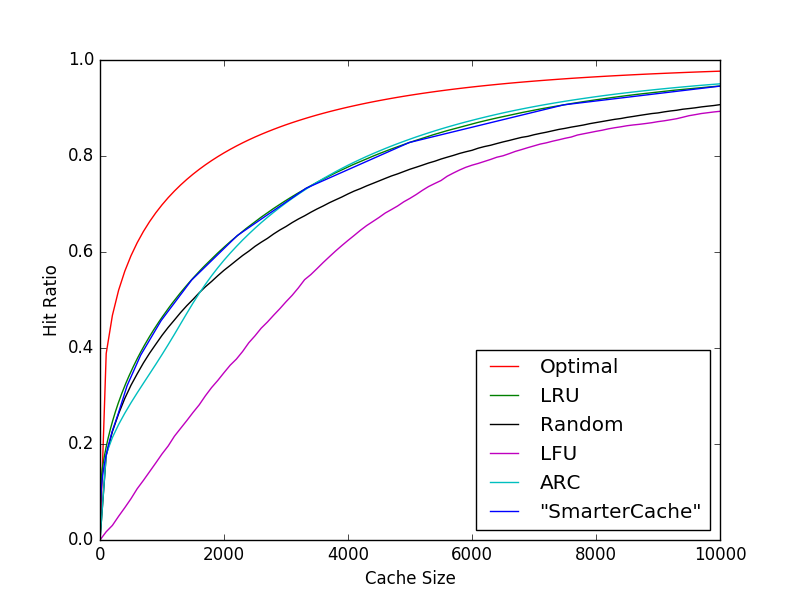 1.0
0.8
0.6
0.4
0.2
0.0
Hit Ratio
0 2000 4000 6000 8000 10000
Cache Size
Optimal
LRU
Random
LFU
ARC
"SmarterCache"